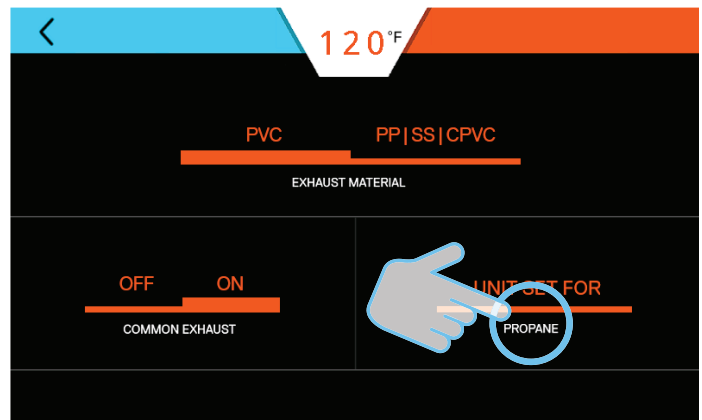 120°F
PVC PP|SS|CPVC
EXHAUST MATERIAL
OFF ON
COMMON EXHAUST
UNIT SET FOR
PROPANE